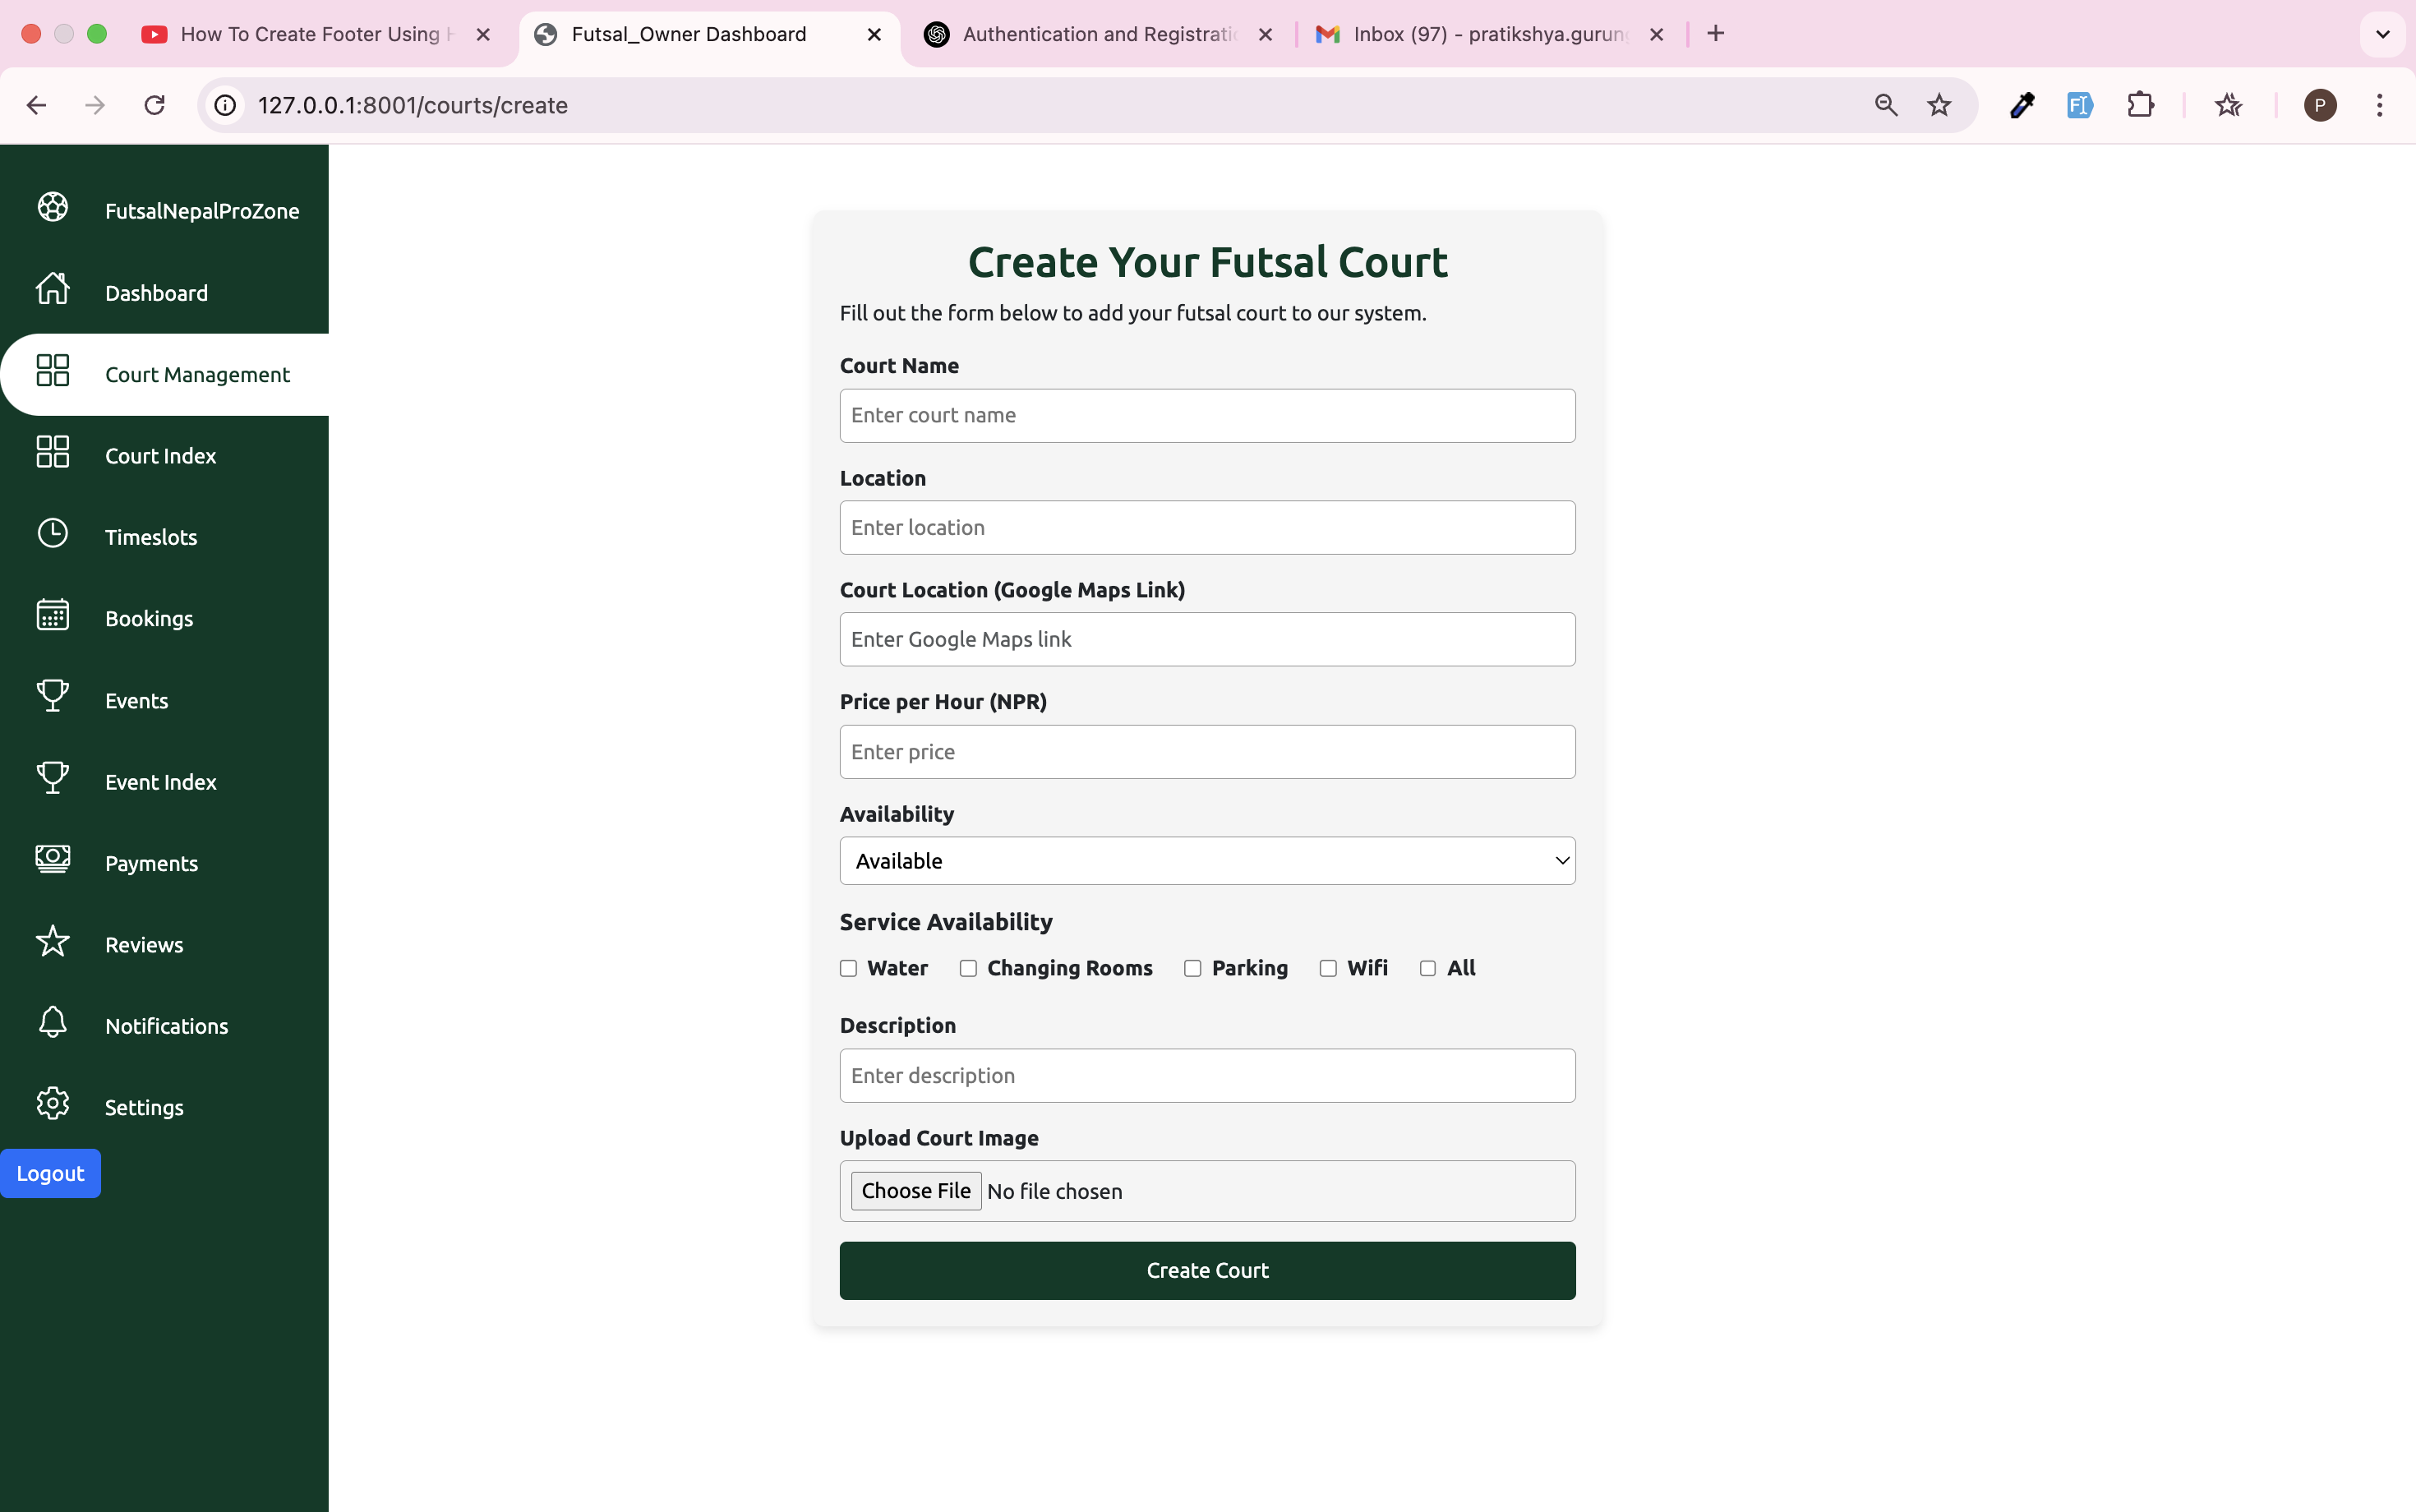 How To Create Footer Using
Futsal_Owner Dashboard
Authentication and Registrati
Inbox (97) - pratikshya.gurun
127.0.0.1:8001/courts/create
P
FutsalNepalProZone
Dashboard
Court Management
Court Index
Timeslots
Bookings
Events
Event Index
Payments
Reviews
Notifications
Settings
Logout
Create Your Futsal Court
Fill out the form below to add your futsal court to our system.
Court Name
Enter court name
Location
Enter location
Court Location (Google Maps Link)
Enter Google Maps link
Price per Hour (NPR)
Enter price
Availability
Available
Service Availability
Water Changing Rooms Parking Wifi All
Description
Enter description
Upload Court Image
Choose File No file chosen
Create Court